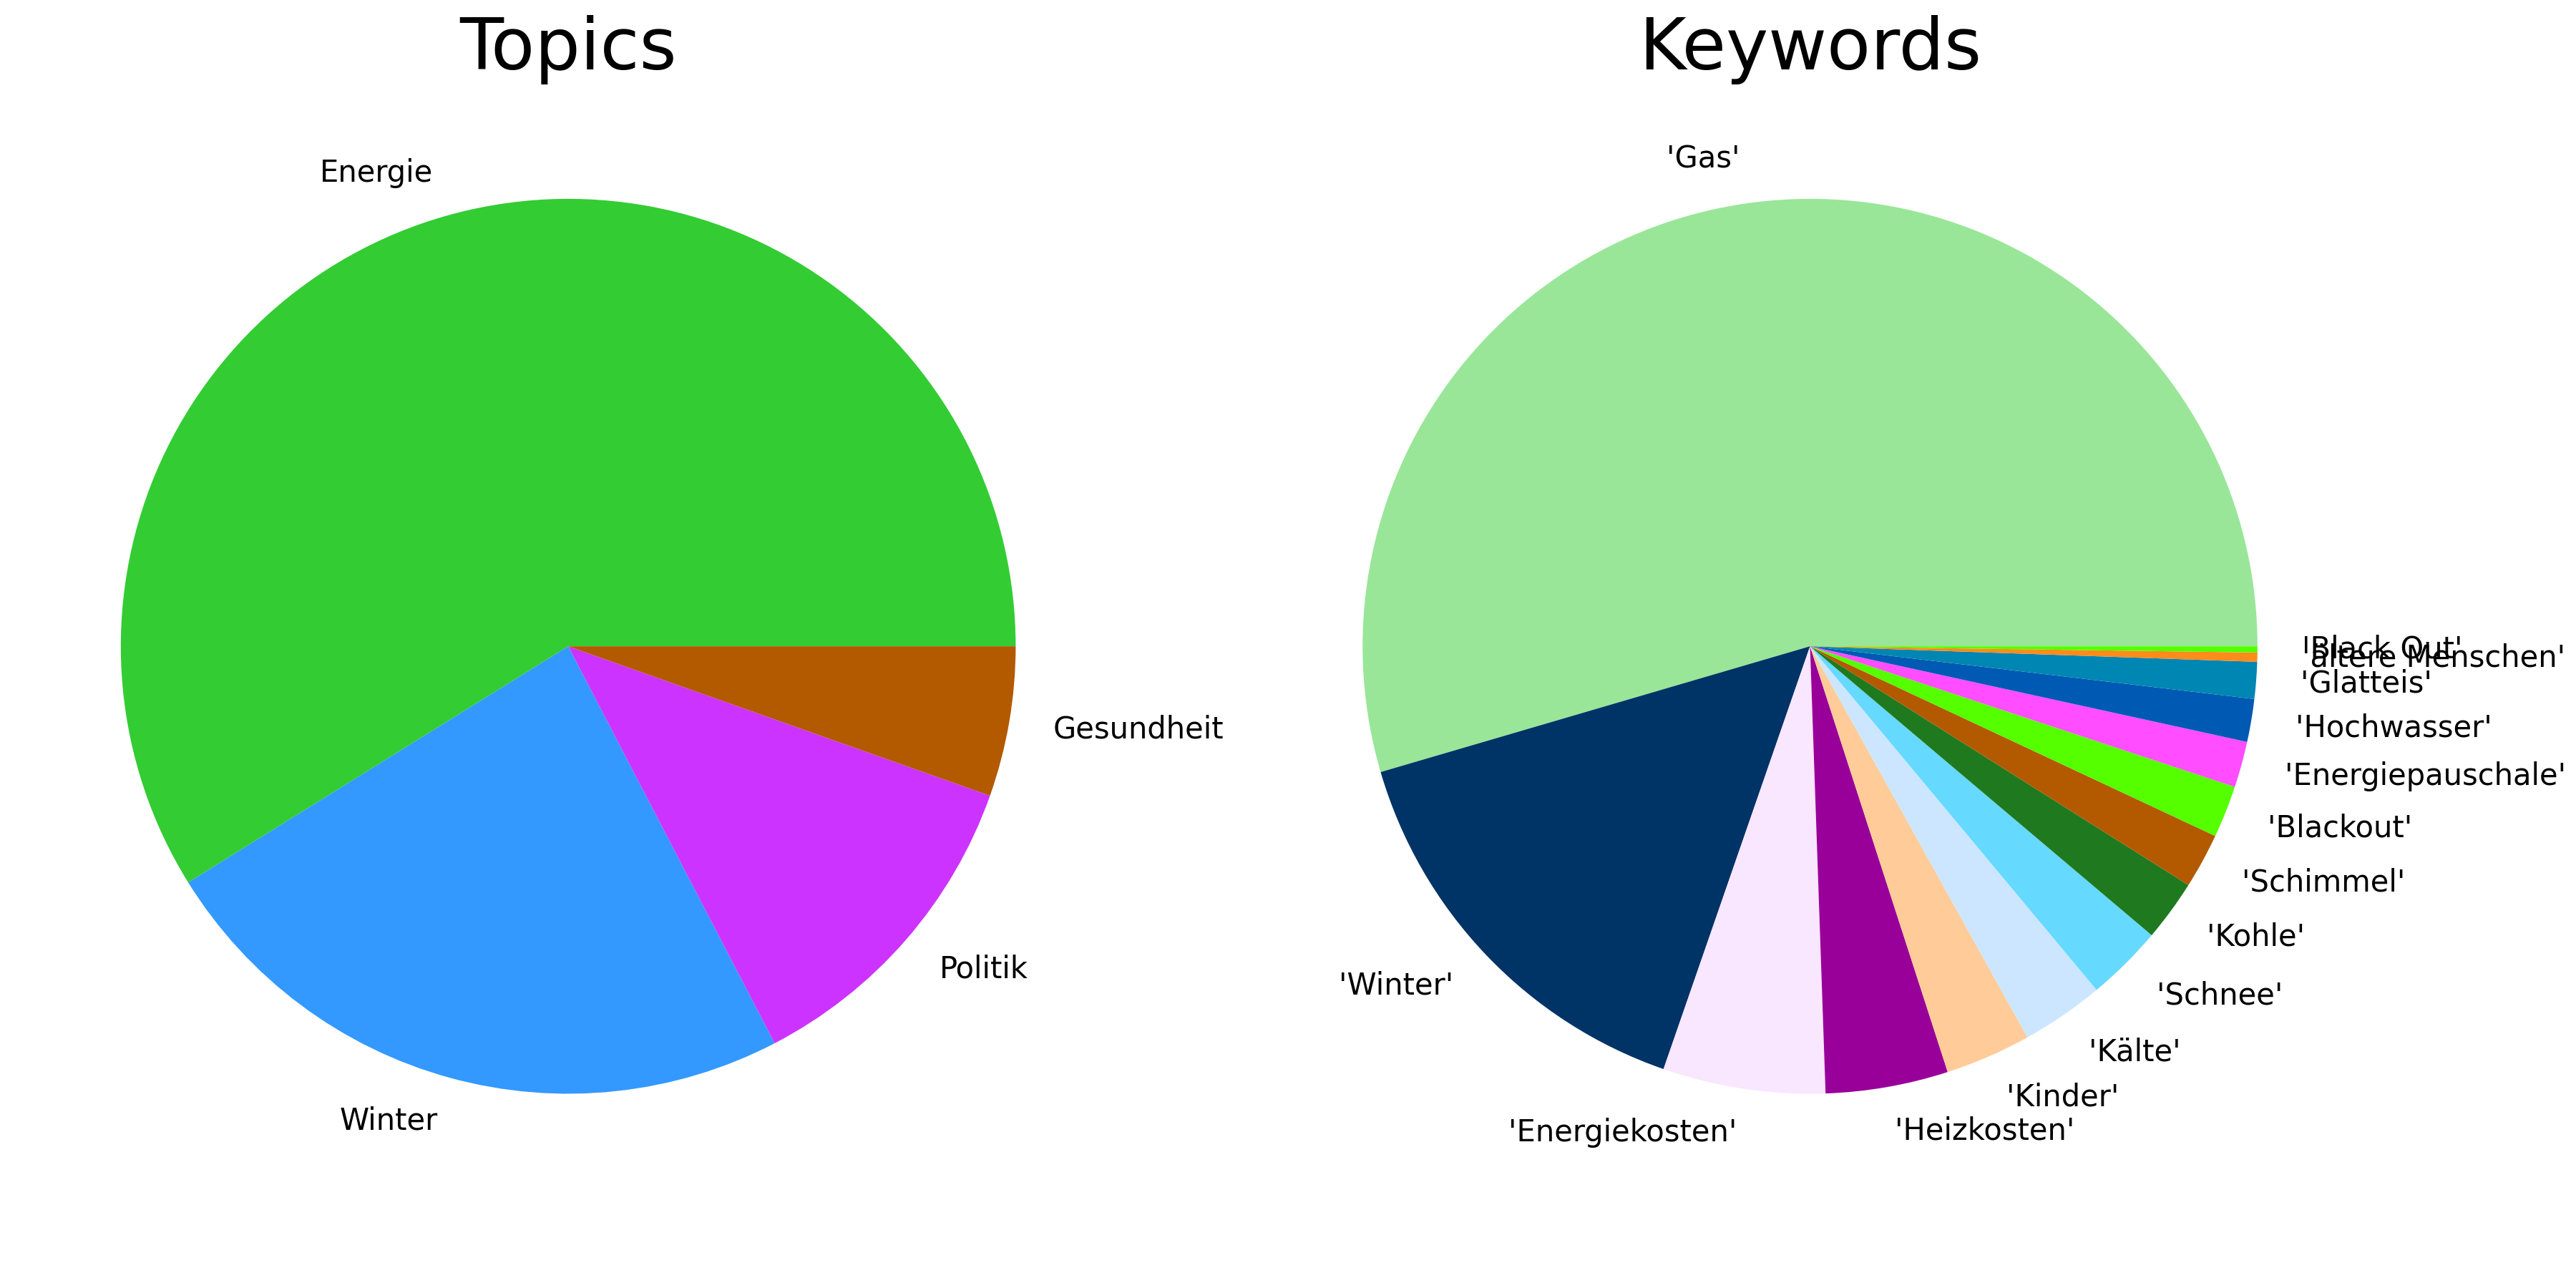 Topics
Energie
Gesundheit
Politik
Winter
Keywords
'Gas'
'Black Out'
'ältere Menschen'
'Glatteis'
'Hochwasser'
'Energiepauschale'
'Blackout'
'Schimmel'
'Kohle'
'Schnee'
'Kälte'
'Kinder'
'Heizkosten'
'Energiekosten'
'Winter'